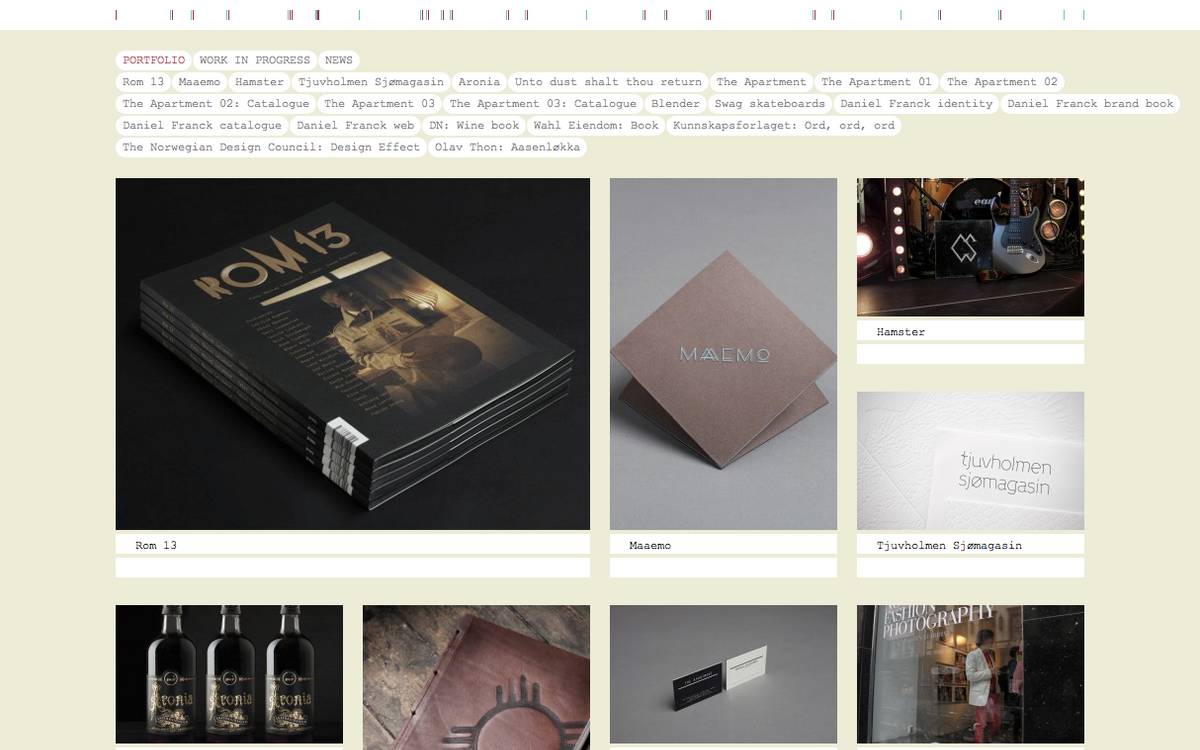 PORTFOLIO WORK IN PROGRESS NEWS
Rom 13 Maaemo Hamster Tjuvholmen Sjømagasin Aronia Unto dust shalt thou return The Apartment The Apartment 01 The Apartment 02
The Apartment 02: Catalogue The Apartment 03 The Apartment 03: Catalogue Blender Swag skateboards Daniel Franck identity Daniel Franck brand book
Daniel Franck catalogue Daniel Franck web DN: Wine book Wahl Eiendom: Book Kunnskapsforlaget: Ord, ord, ord
The Norwegian Design Council: Design Effect Olav Thon: Aasenløkka
ROM 13
MAAEMO
Hamster
tjuvholmen
sjømagasin
Rom 13
Maaemo
Tjuvholmen Sjømagasin
Aronia
Aronia
Aronia
THE APARTMENT
FASHION
PHOTOGRAPHY